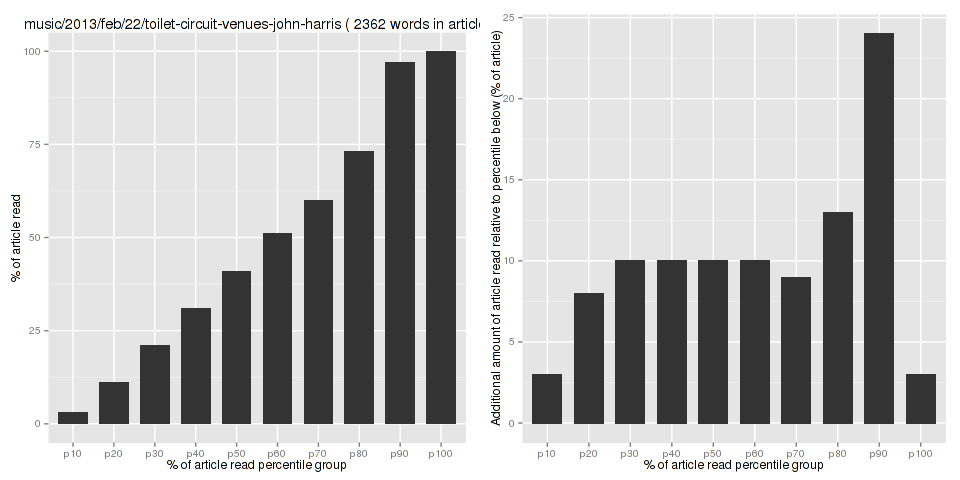 music/2013/feb/22/toilet-circuit-venues-john-harris ( 2362 words in article
% of article read
100
75
50
25
0
p10 p20 p30 p40 p50 p60 p70 p80 p90 p100
% of article read percentile group
Additional amount of article read relative to percentile below (% of article)
25
20
15
10
5
0
p10 p20 p30 p40 p50 p60 p70 p80 p90 p100
% of article read percentile group